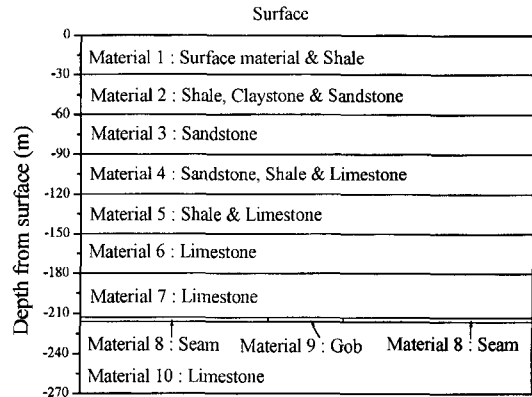 Surface
Depth from surface (m)
0
-30
-60
-90
-120
-150
-180
-210
-240
-270
Material 1 : Surface material & Shale
Material 2 : Shale, Claystone & Sandstone
Material 3 : Sandstone
Material 4 : Sandstone, Shale & Limestone
Material 5 : Shale & Limestone
Material 6 : Limestone
Material 7 : Limestone
Material 8 : Seam Material 9 : Gob Material 8 : Seam
Material 10 : Limestone